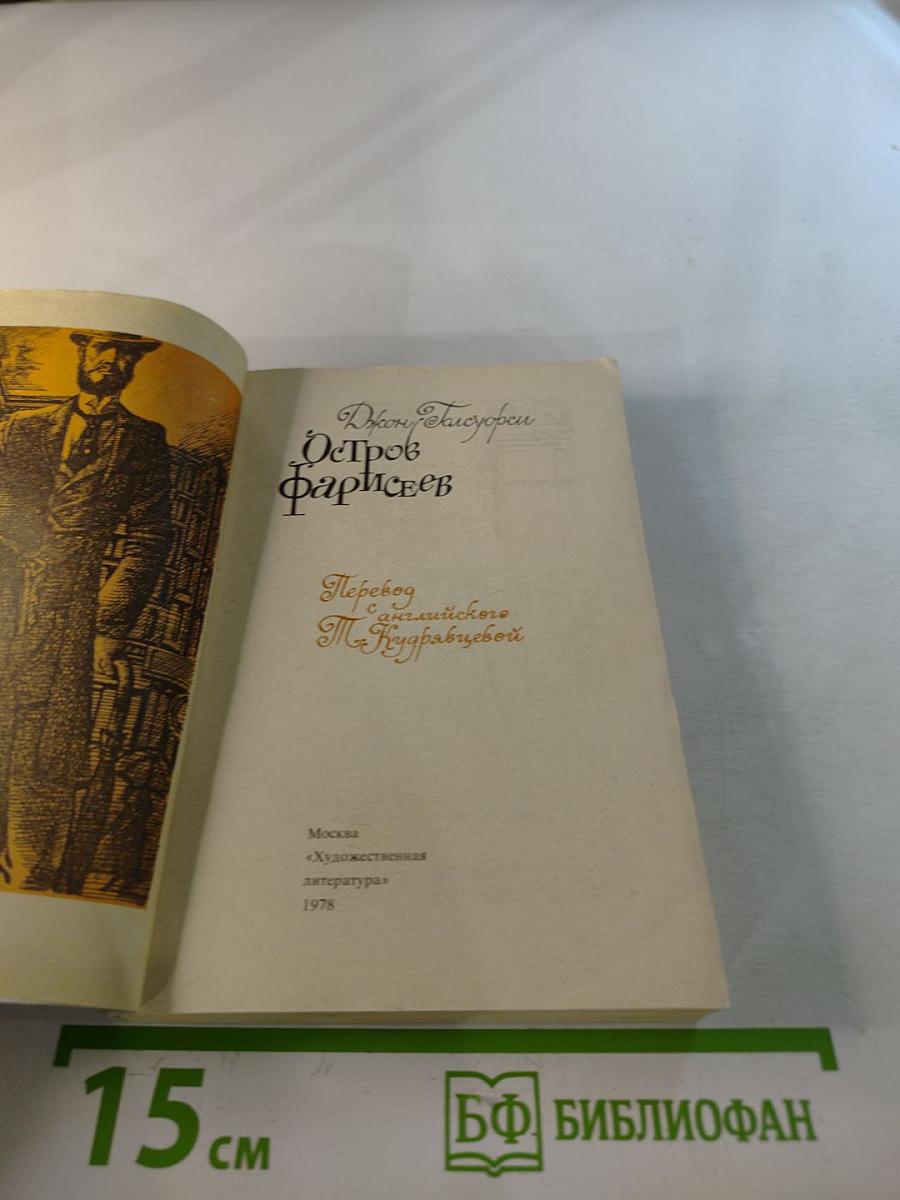 Джон Голсуорси
Остров
Фарисеев
Перевод
с
английского
Т. Кудрявцевой
Москва
«Художественная
литература»
1978
15 см
БФ БИБЛИОФАН